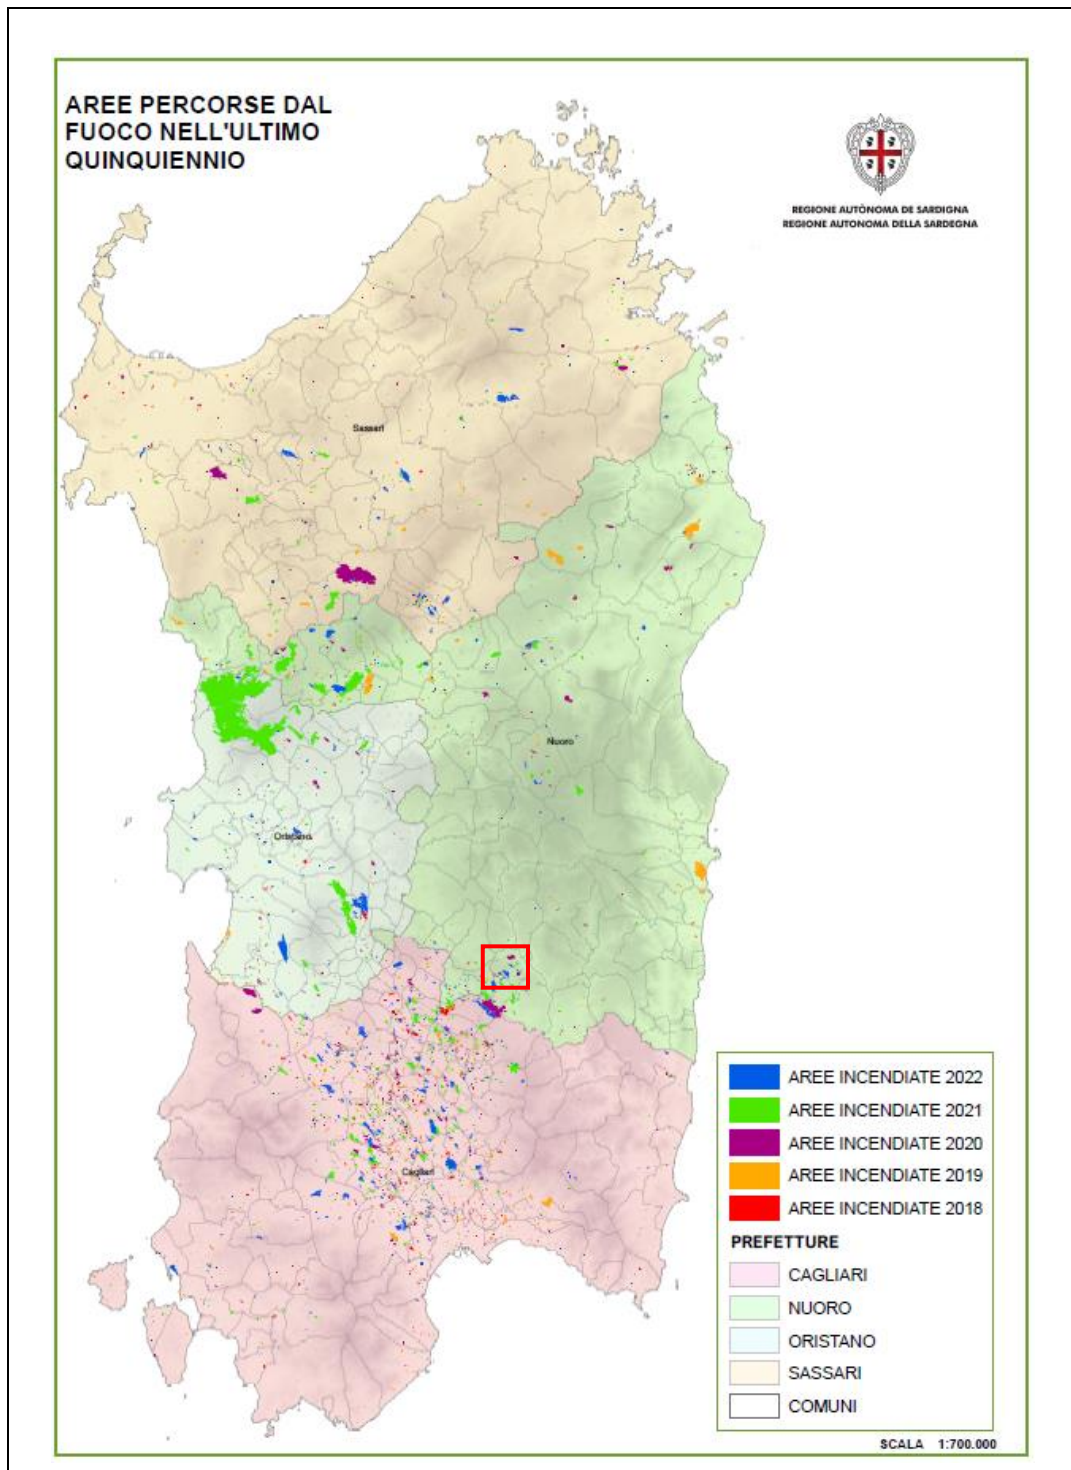 AREE PERCORSE DAL
FUOCO NELL'ULTIMO
QUINQUIENNIO
REGIONE AUTÒNOMA DE SARDIGNA
REGIONE AUTONOMA DELLA SARDEGNA
Sassari
Nuoro
Oristano
Cagliari
AREE INCENDIATE 2022
AREE INCENDIATE 2021
AREE INCENDIATE 2020
AREE INCENDIATE 2019
AREE INCENDIATE 2018
PREFETTURE
CAGLIARI
NUORO
ORISTANO
SASSARI
COMUNI
SCALA 1:700.000